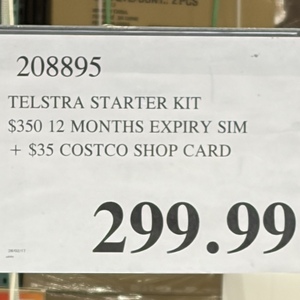 208895
TELSTRA STARTER KIT
$350 12 MONTHS EXPIRY SIM
+ $35 COSTCO SHOP CARD
299.99